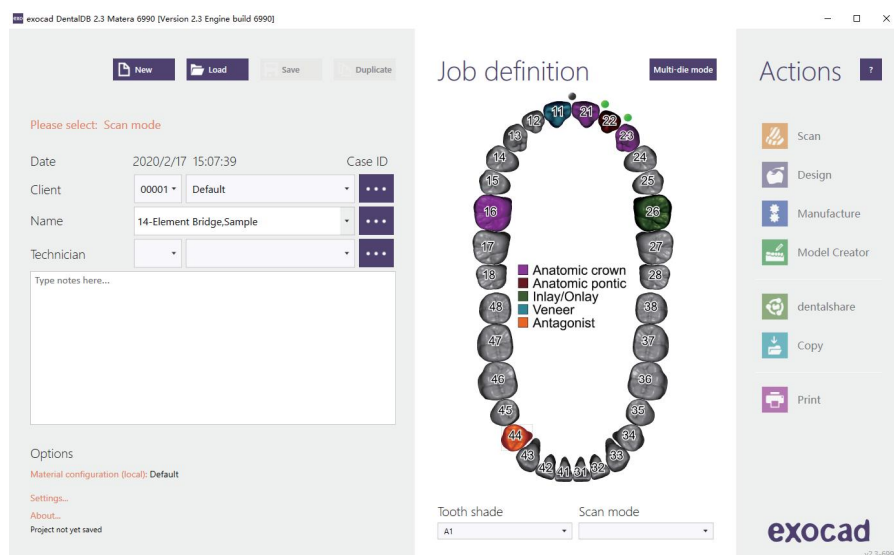 exocad DentalDB 2.3 Matera 6990 [Version 2.3 Engine build 6990]
New Load Save Duplicate
Please select: Scan mode
Date 2020/2/17 15:07:39 Case ID
Client 00001 Default
Name 14-Element Bridge,Sample
Technician
Type notes here...
Options
Material configuration (local): Default
Settings...
About...
Project not yet saved
Job definition Multi-die mode
11 21
12 22
13 23
14 24
15 25
16 26
17 27
18 28
Anatomic crown
Anatomic pontic
Inlay/Onlay
Veneer
Antagonist
48 38
47 37
46 36
45 35
44 34
43 33
42 41 31 32
Tooth shade Scan mode
A1
Actions ?
Scan
Design
Manufacture
Model Creator
dentalshare
Copy
Print
exocad